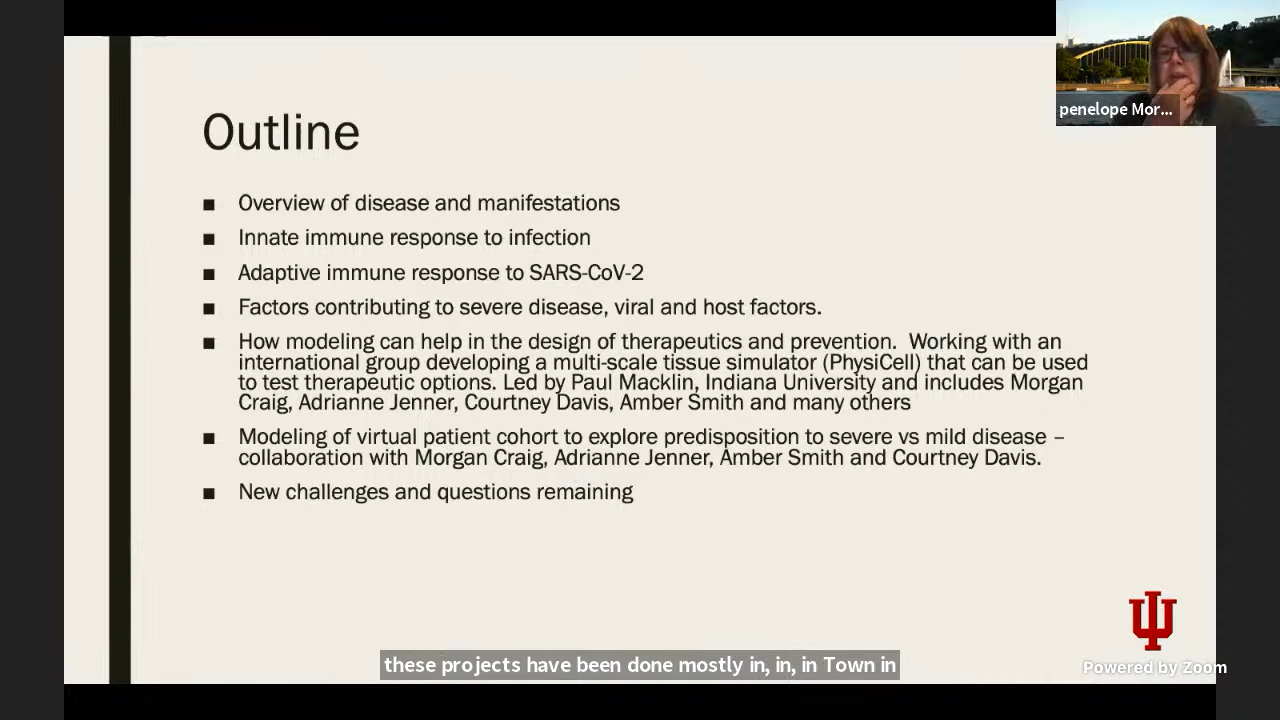 penelope Mor...
Outline
■ Overview of disease and manifestations
■ Innate immune response to infection
■ Adaptive immune response to SARS-CoV-2
■ Factors contributing to severe disease, viral and host factors.
■ How modeling can help in the design of therapeutics and prevention.  Working with an
international group developing a multi-scale tissue simulator (PhysiCell) that can be used
to test therapeutic options. Led by Paul Macklin, Indiana University and includes Morgan
Craig, Adrianne Jenner, Courtney Davis, Amber Smith and many others
■ Modeling of virtual patient cohort to explore predisposition to severe vs mild disease –
collaboration with Morgan Craig, Adrianne Jenner, Amber Smith and Courtney Davis.
■ New challenges and questions remaining
these projects have been done mostly in, in, in Town in
Powered by Zoom